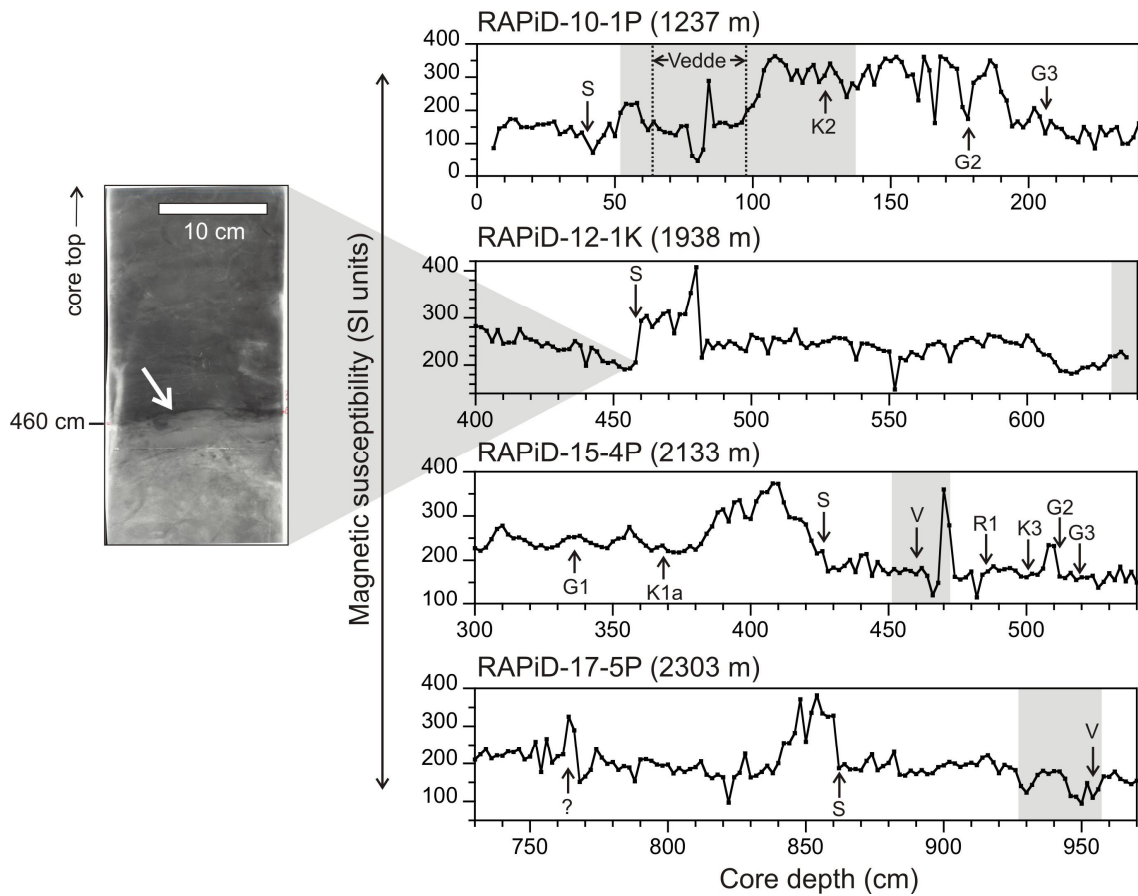 core top →
10 cm
460 cm
Magnetic susceptibility (SI units)
RAPiD-10-1P (1237 m)
400
300
200
100
0
S
Vedde
K2
G2
G3
0 50 100 150 200
RAPiD-12-1K (1938 m)
400
300
200
S
400 450 500 550 600
RAPiD-15-4P (2133 m)
400
300
200
100
G1
K1a
S
V
R1
K3
G2
G3
300 350 400 450 500
RAPiD-17-5P (2303 m)
400
300
200
100
?
S
V
750 800 850 900 950
Core depth (cm)